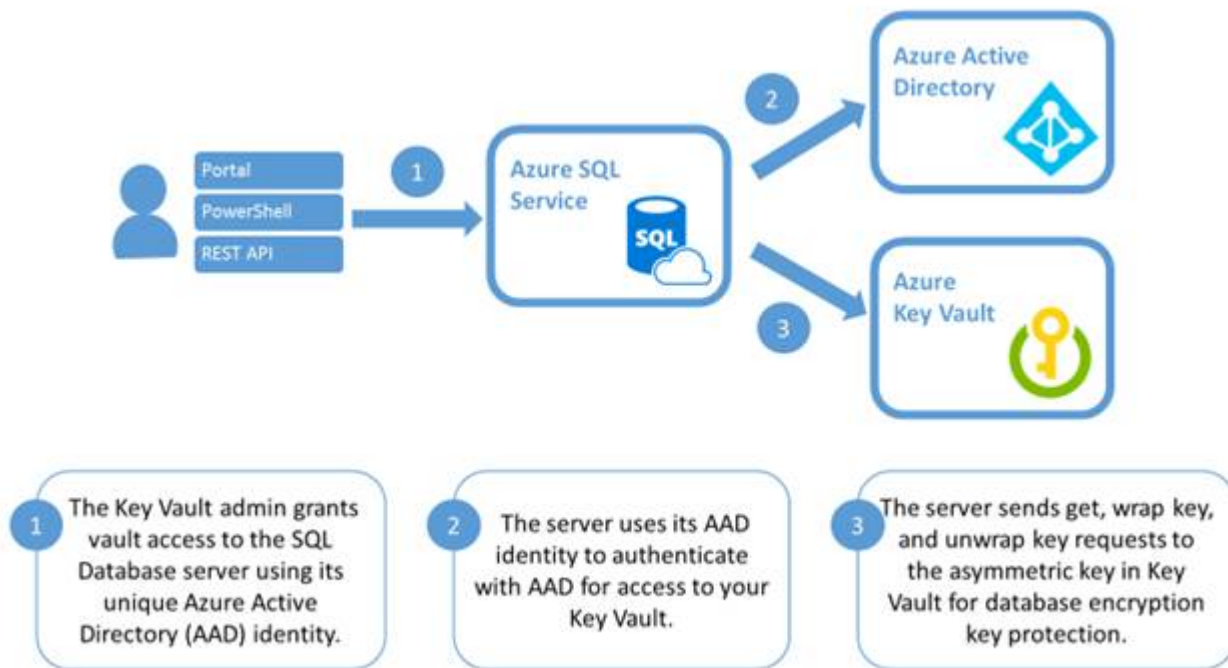 Azure Active
Directory
2
Portal
PowerShell
REST API
1
Azure SQL
Service
SQL
Azure
Key Vault
3
1
The Key Vault admin grants
vault access to the SQL
Database server using its
unique Azure Active
Directory (AAD) identity.
2
The server uses its AAD
identity to authenticate
with AAD for access to your
Key Vault.
3
The server sends get, wrap key,
and unwrap key requests to
the asymmetric key in Key
Vault for database encryption
key protection.